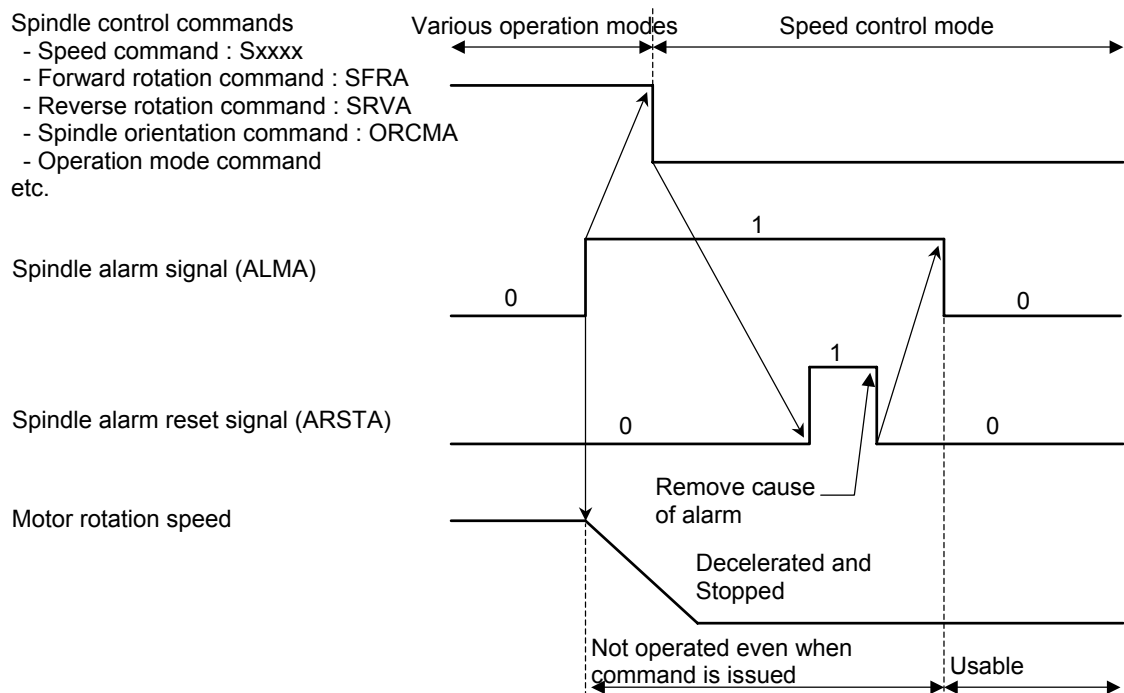 Spindle control commands
- Speed command : Sxxxx
- Forward rotation command : SFRA
- Reverse rotation command : SRVA
- Spindle orientation command : ORCMA
- Operation mode command
etc.
Various operation modes
Speed control mode
Spindle alarm signal (ALMA)
0
1
0
Spindle alarm reset signal (ARSTA)
0
1
0
Remove cause
of alarm
Motor rotation speed
Decelerated and
Stopped
Not operated even when
command is issued
Usable